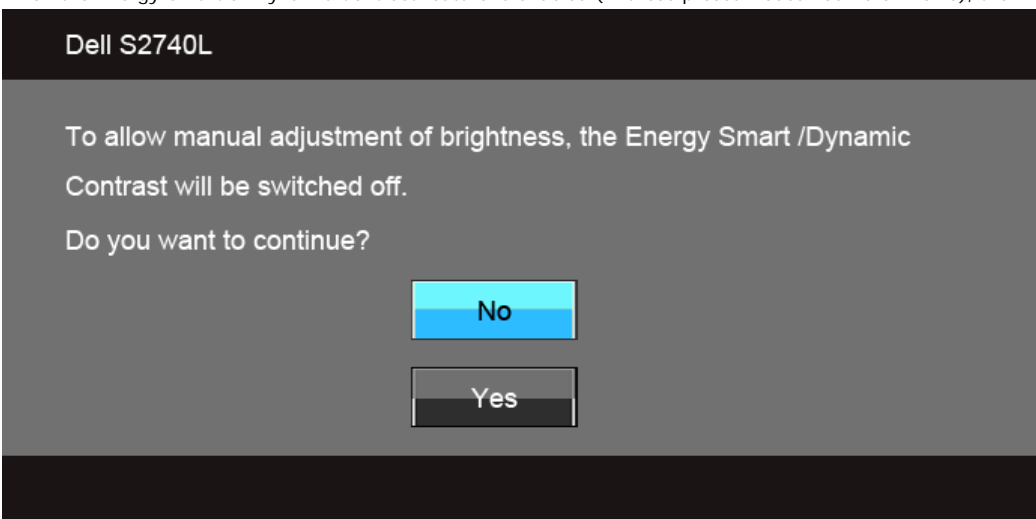 Dell S2740L
To allow manual adjustment of brightness, the Energy Smart /Dynamic
Contrast will be switched off.
Do you want to continue?
No
Yes